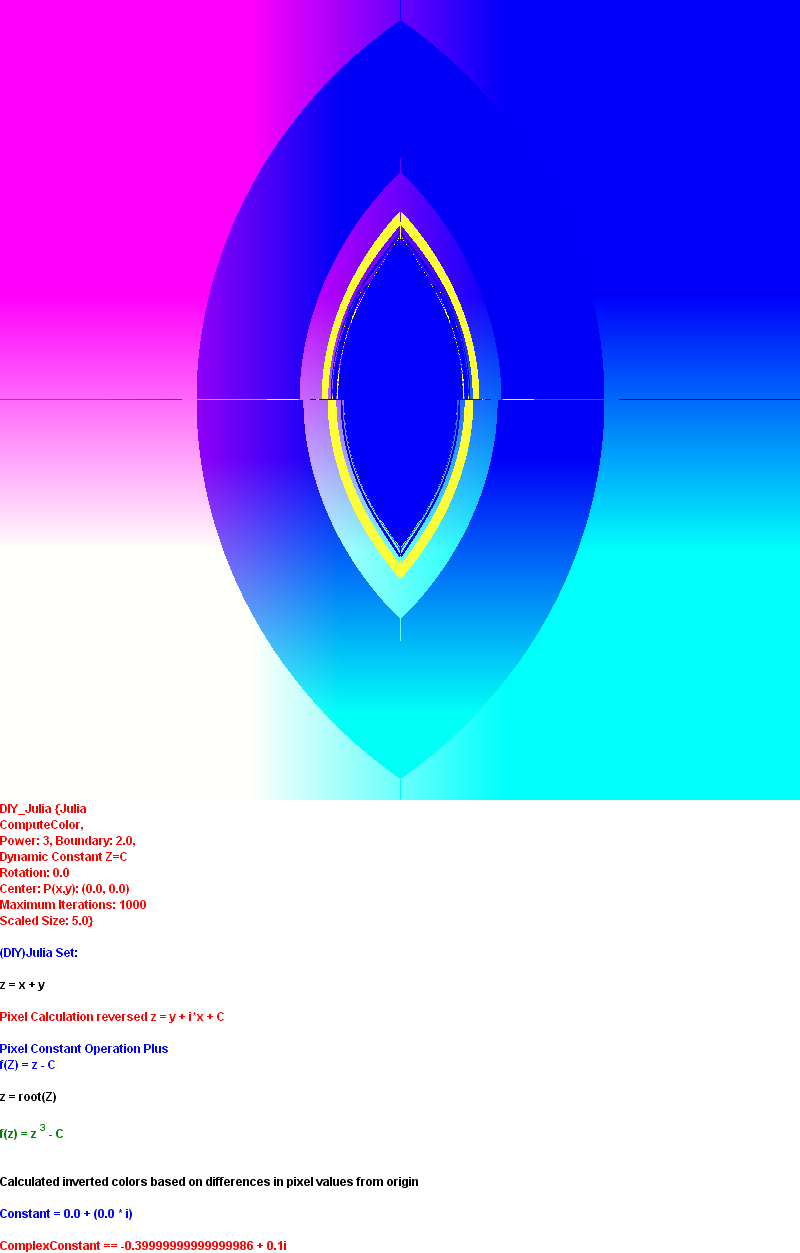 DIY_Julia {Julia
ComputeColor,
Power: 3, Boundary: 2.0,
Dynamic Constant Z=C
Rotation: 0.0
Center: P(x,y): (0.0, 0.0)
Maximum Iterations: 1000
Scaled Size: 5.0}
(DIY)Julia Set:
z = x + y
Pixel Calculation reversed z = y + i*x + C
Pixel Constant Operation Plus
f(Z) = z - C
z = root(Z)
f(z) = z ³ - C
Calculated inverted colors based on differences in pixel values from origin
Constant = 0.0 + (0.0 * i)
ComplexConstant == -0.39999999999999986 + 0.1i